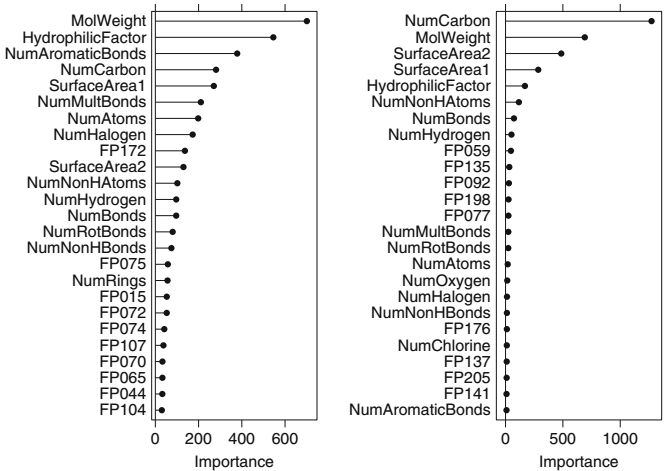 MolWeight
HydrophilicFactor
NumAromaticBonds
NumCarbon
SurfaceArea1
NumMultBonds
NumAtoms
NumHalogen
FP172
SurfaceArea2
NumNonHAtoms
NumHydrogen
NumBonds
NumRotBonds
NumNonHBonds
FP075
NumRings
FP015
FP072
FP074
FP107
FP070
FP065
FP044
FP104
0 200 400 600
Importance
NumCarbon
MolWeight
SurfaceArea2
SurfaceArea1
HydrophilicFactor
NumNonHAtoms
NumBonds
NumHydrogen
FP059
FP135
FP092
FP198
FP077
NumMultBonds
NumRotBonds
NumAtoms
NumOxygen
NumHalogen
NumNonHBonds
FP176
NumChlorine
FP137
FP205
FP141
NumAromaticBonds
0 500 1000
Importance